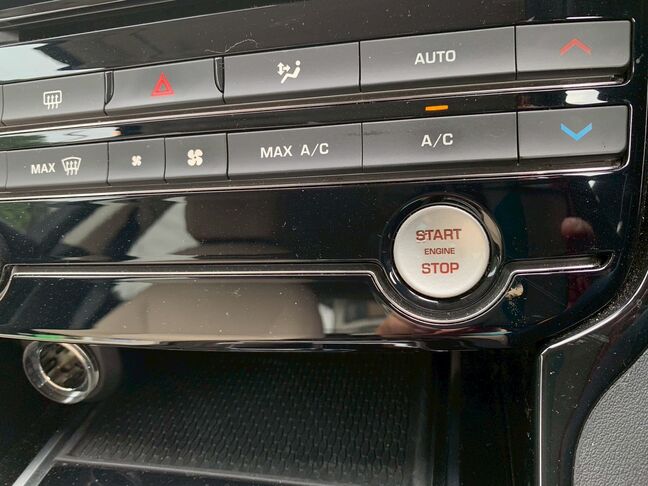 AUTO
MAX
MAX A/C
A/C
START
ENGINE
STOP